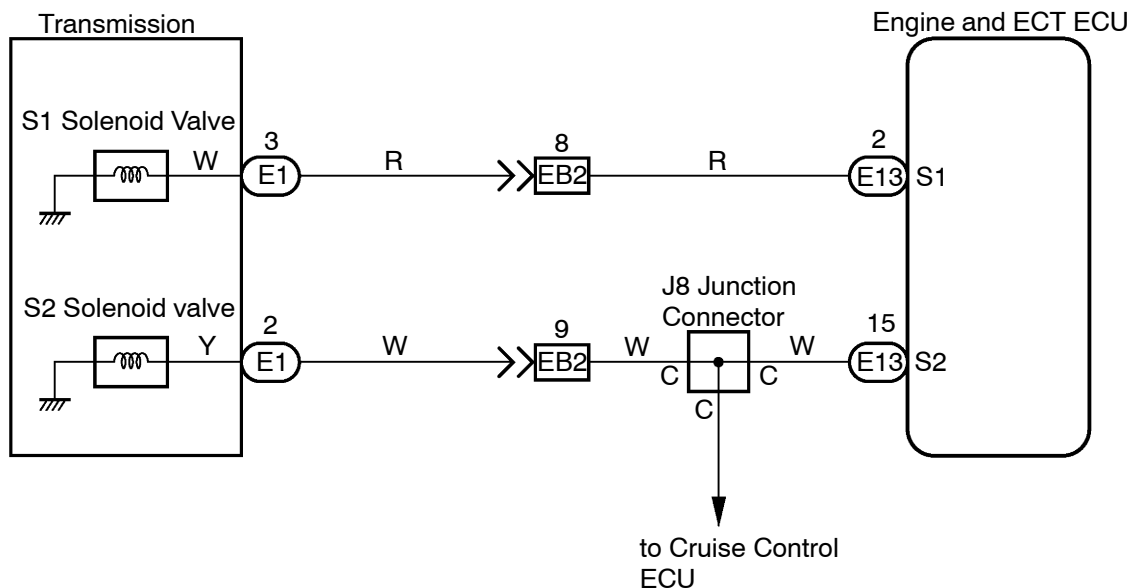 Transmission
Engine and ECT ECU
S1 Solenoid Valve
W
3
E1
R
8
EB2
R
2
E13
S1
S2 Solenoid valve
Y
2
E1
W
9
EB2
W
J8 Junction
Connector
C
C
C
W
15
E13
S2
to Cruise Control
ECU